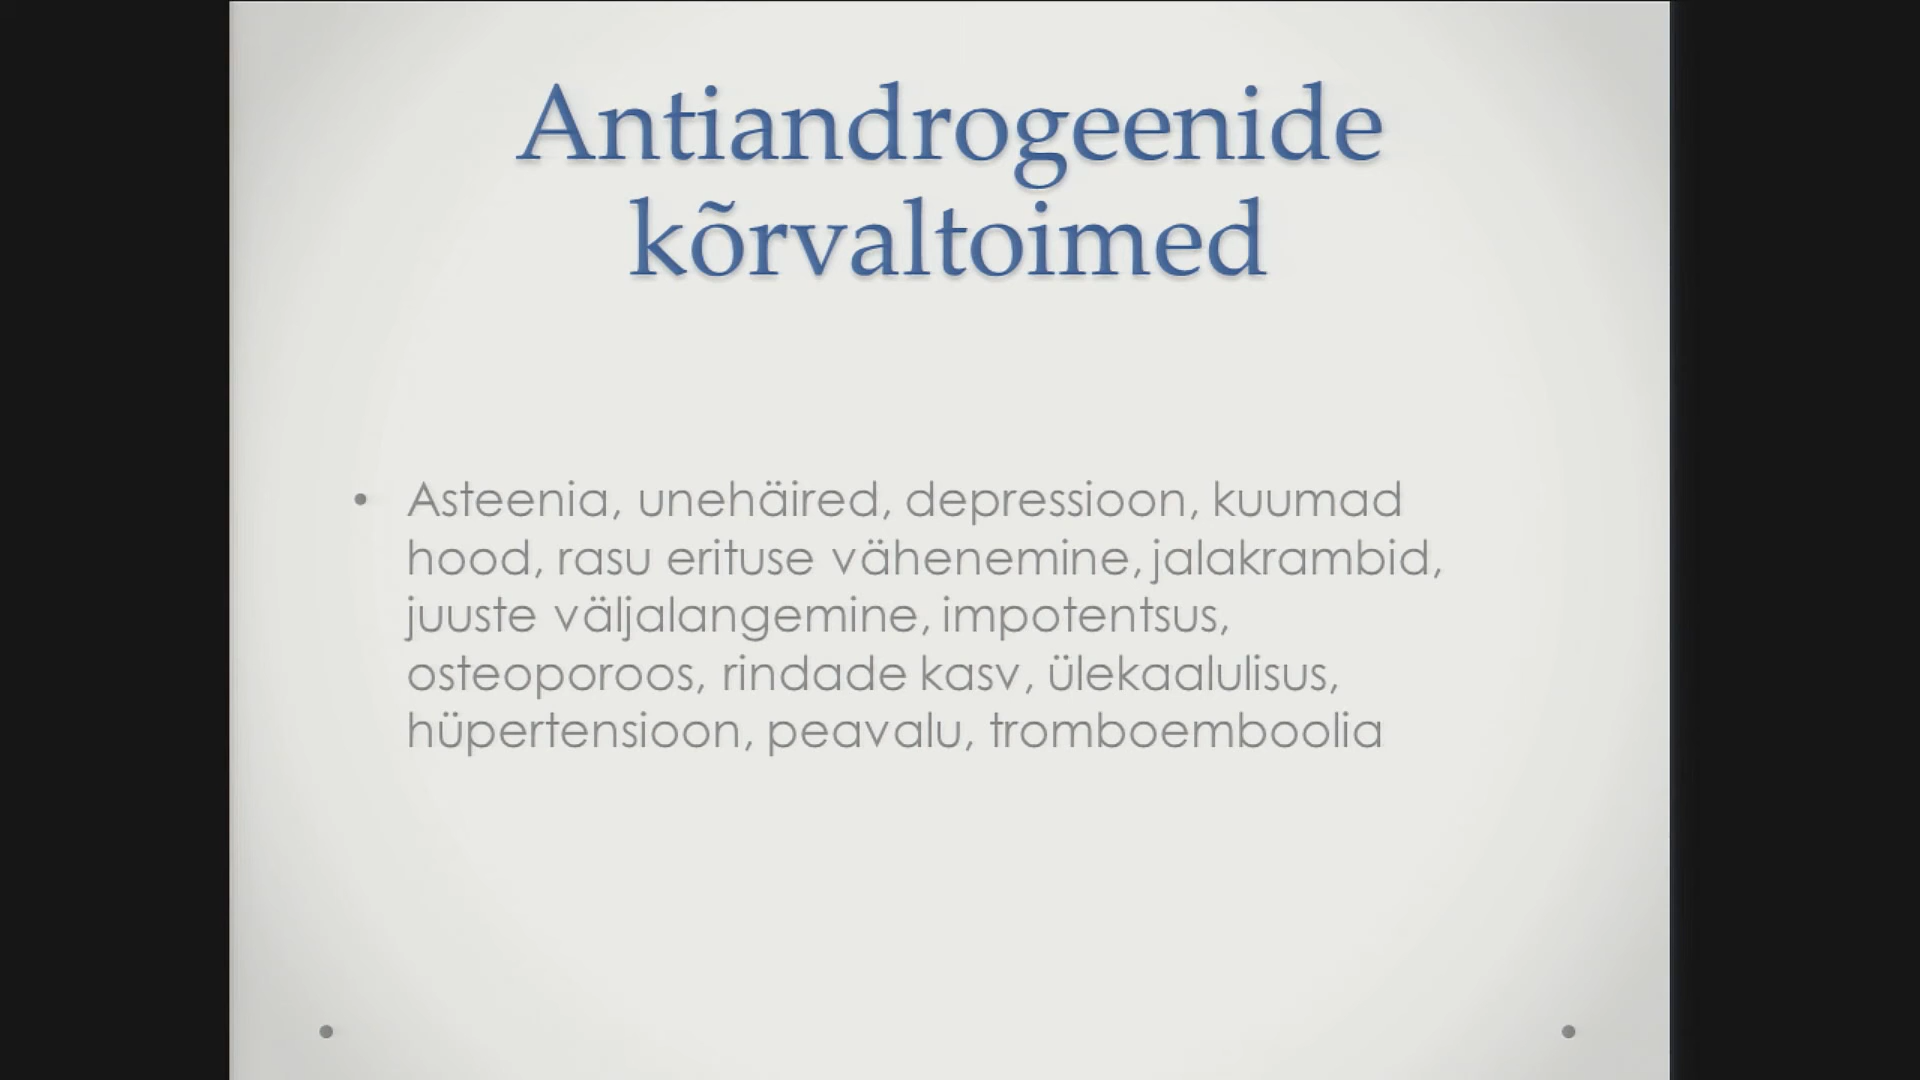 Antiandrogeenide
kõrvaltoimed
• Asteenia, unehäired, depressioon, kuumad
hood, rasu erituse vähenemine, jalakrambid,
juuste väljalangemine, impotentsus,
osteoporoos, rindade kasv, ülekaalulisus,
hüpertensioon, peavalu, tromboemboolia